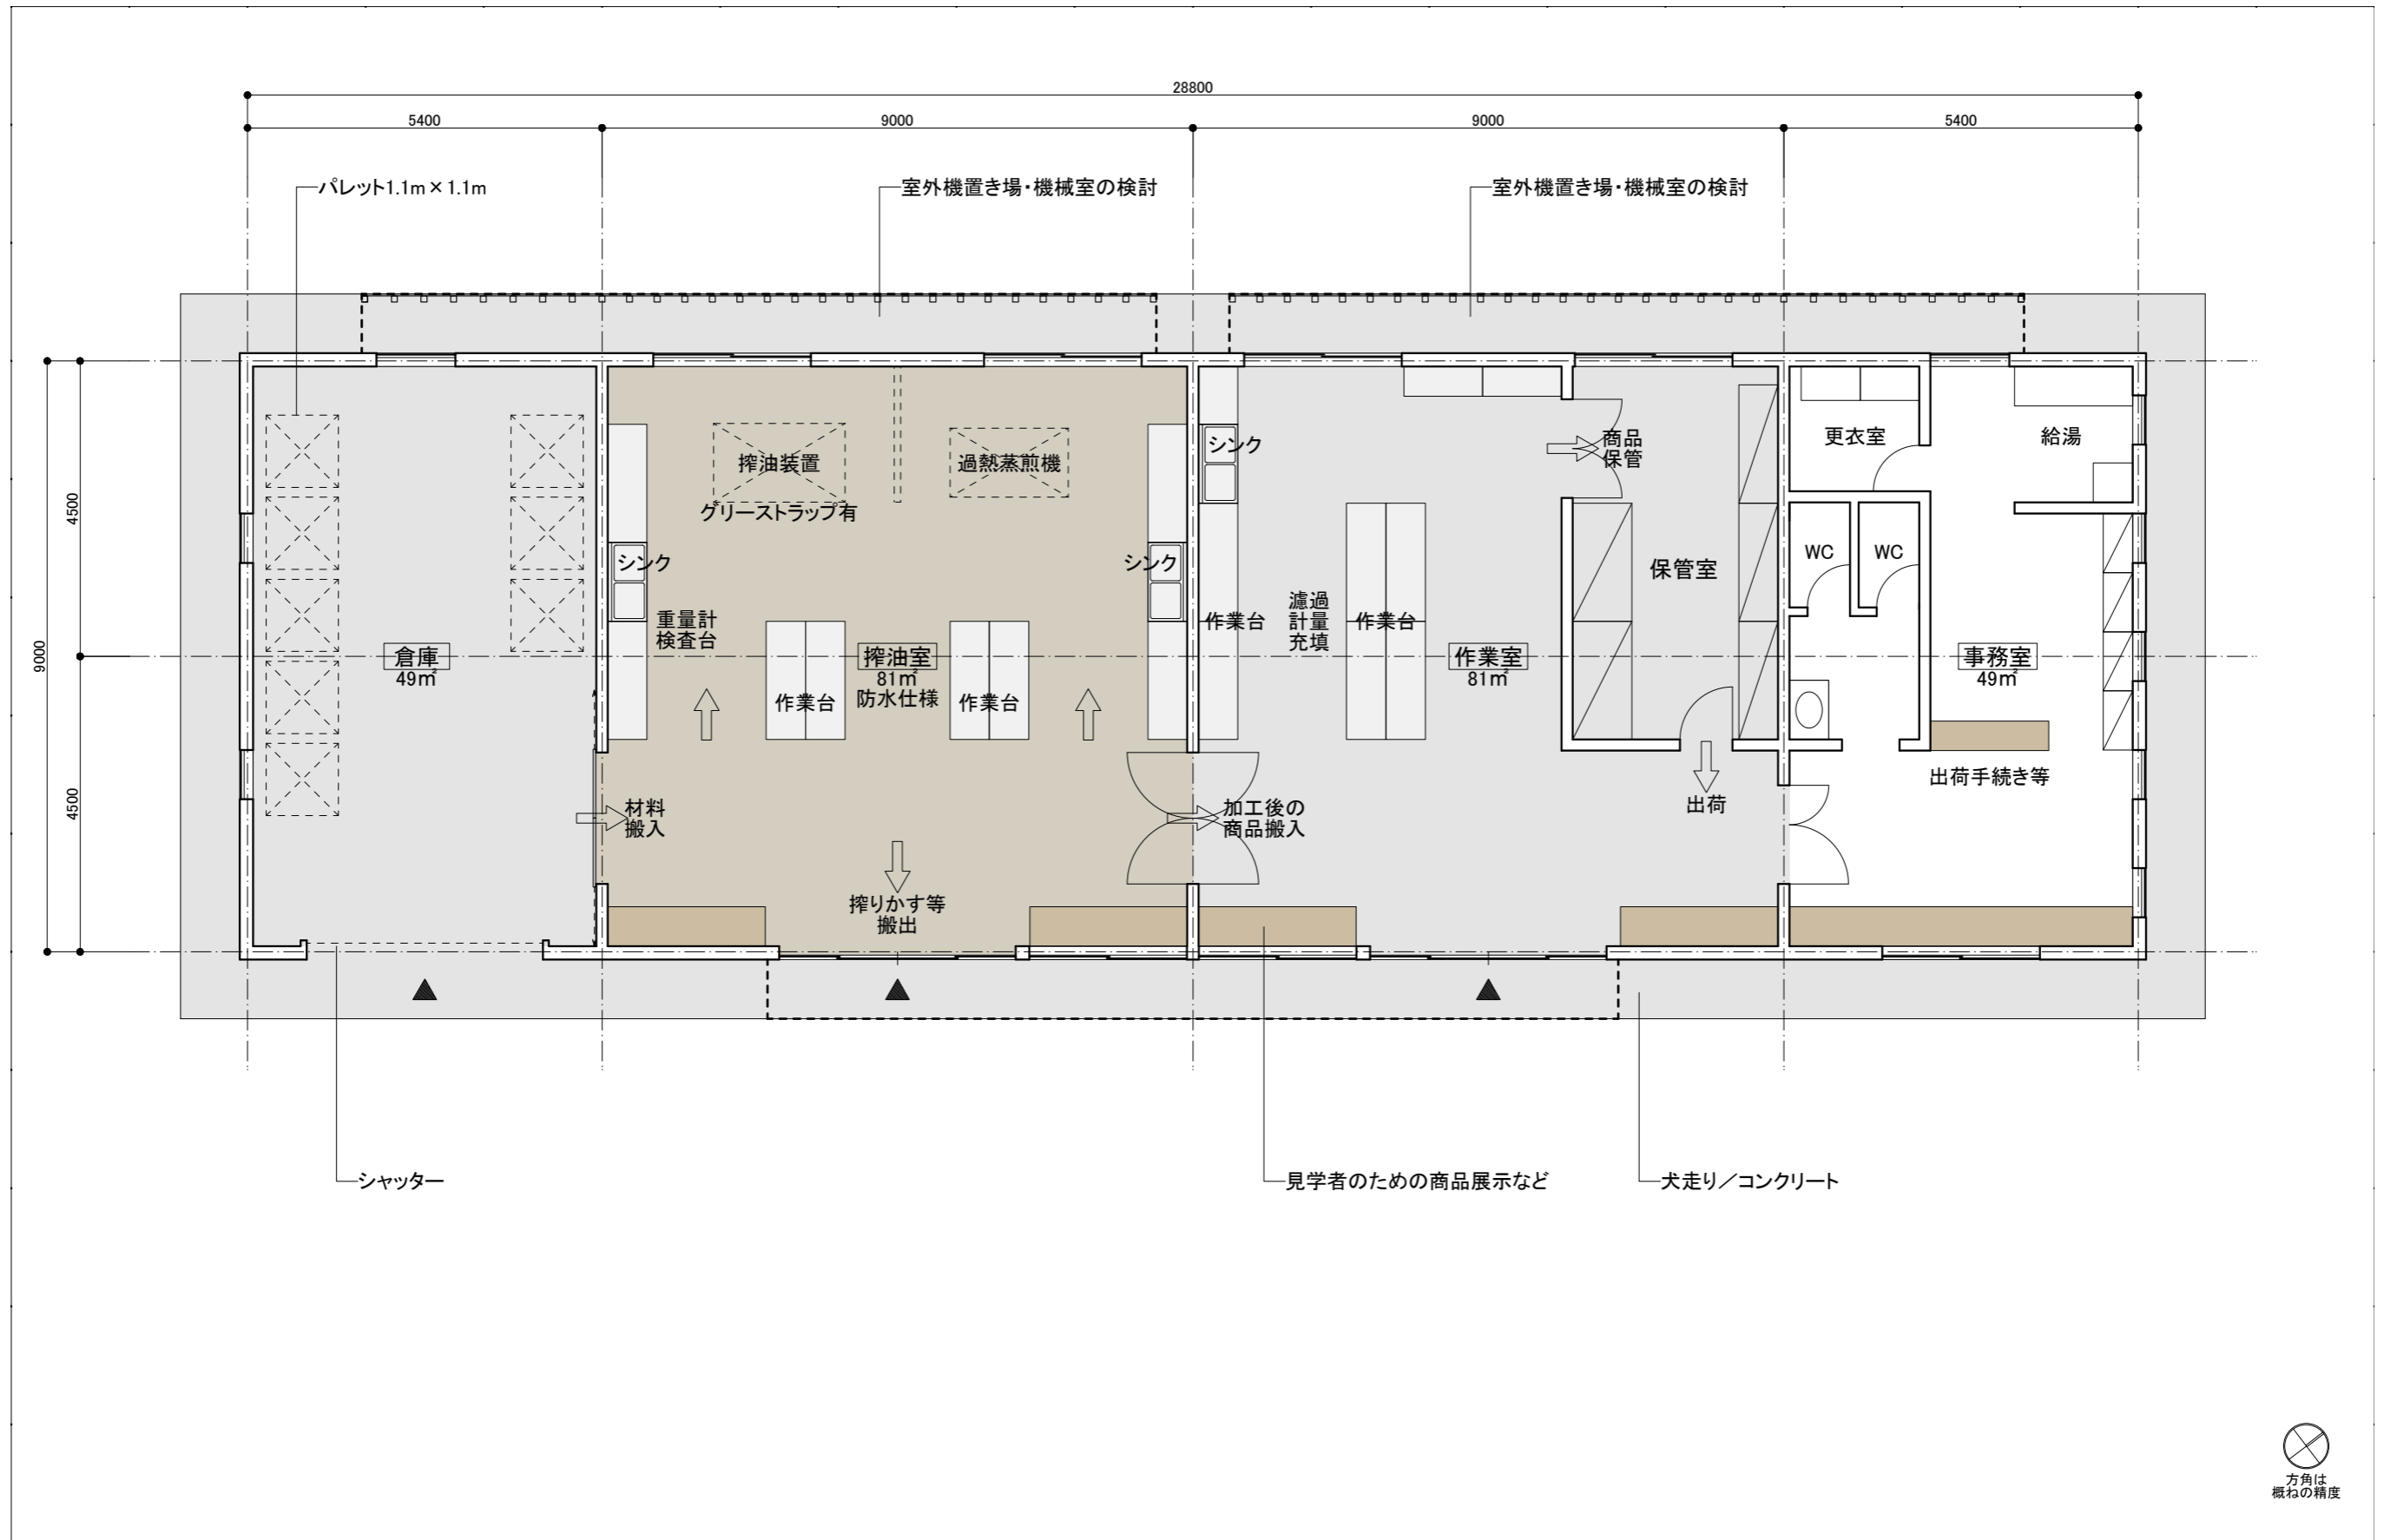 28800
5400
9000
9000
5400
パレット1.1m×1.1m
室外機置き場・機械室の検討
室外機置き場・機械室の検討
9000
4500
4500
搾油装置
グリーストラップ有
過熱蒸煎機
シンク
シンク
シンク
商品
保管
更衣室
給湯
WC
WC
保管室
重量計
検査台
作業台
濾過
計量
充填
作業台
倉庫
49㎡
搾油室
81㎡
防水仕様
作業台
作業台
作業室
81㎡
事務室
49㎡
出荷手続き等
材料
搬入
加工後の
商品搬入
出荷
搾りかす等
搬出
シャッター
見学者のための商品展示など
犬走り／コンクリート
方角は
概ねの精度